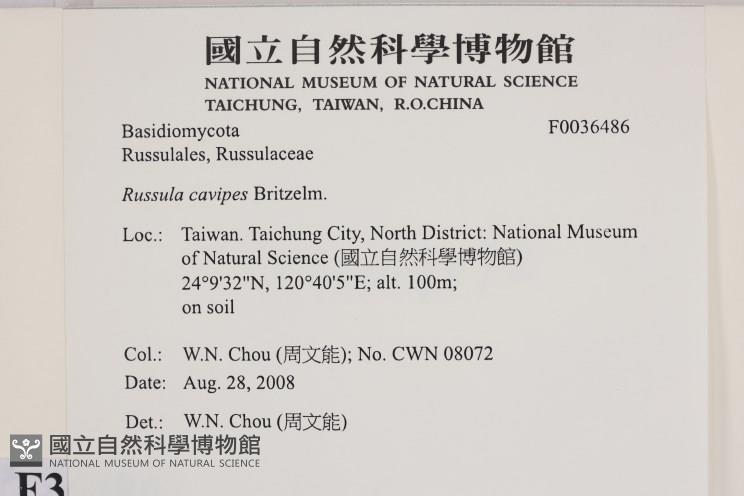 國立自然科學博物館
NATIONAL MUSEUM OF NATURAL SCIENCE
TAICHUNG, TAIWAN, R.O.CHINA
Basidiomycota F0036486
Russulales, Russulaceae
Russula cavipes Britzelm.
Loc.: Taiwan. Taichung City, North District: National Museum
of Natural Science (國立自然科學博物館)
24°9'32"N, 120°40'5"E; alt. 100m;
on soil
Col.: W.N. Chou (周文能); No. CWN 08072
Date: Aug. 28, 2008
Det.: W.N. Chou (周文能)
國立自然科學博物館
NATIONAL MUSEUM OF NATURAL SCIENCE